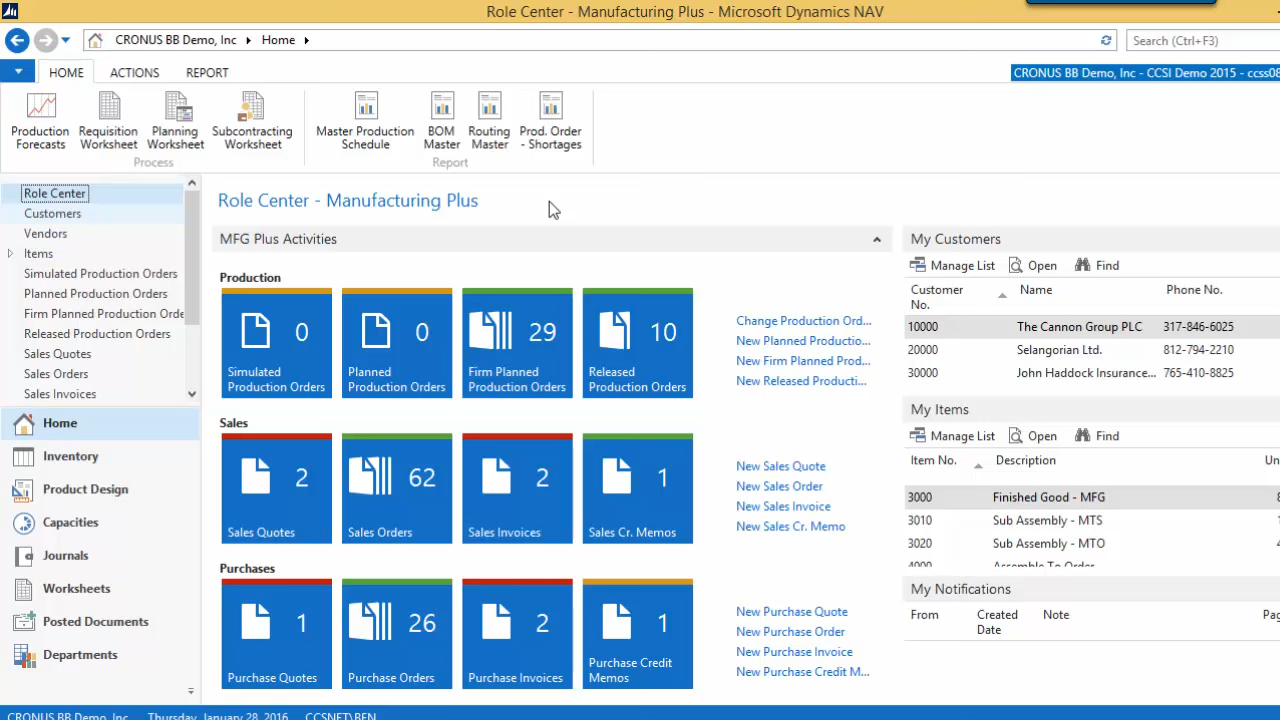 Role Center - Manufacturing Plus - Microsoft Dynamics NAV
CRONUS BB Demo, Inc
Home
Search (Ctrl+F3)
HOME
ACTIONS
REPORT
CRONUS BB Demo, Inc - CCSI Demo 2015 - ccss08
Production Forecasts
Requisition Worksheet
Planning Worksheet
Subcontracting Worksheet
Master Production Schedule
BOM Master
Routing Master
Prod. Order - Shortages
Process
Report
Role Center
Customers
Vendors
Items
Simulated Production Orders
Planned Production Orders
Firm Planned Production Orde
Released Production Orders
Sales Quotes
Sales Orders
Sales Invoices
Home
Inventory
Product Design
Capacities
Journals
Worksheets
Posted Documents
Departments
Role Center - Manufacturing Plus
MFG Plus Activities
Production
0
Simulated
Production Orders
0
Planned
Production Orders
29
Firm Planned
Production Orders
10
Released
Production Orders
Change Production Ord...
New Planned Productio...
New Firm Planned Prod...
New Released Producti...
Sales
2
Sales Quotes
62
Sales Orders
2
Sales Invoices
1
Sales Cr. Memos
New Sales Quote
New Sales Order
New Sales Invoice
New Sales Cr. Memo
Purchases
1
Purchase Quotes
26
Purchase Orders
2
Purchase Invoices
1
Purchase Credit
Memos
New Purchase Quote
New Purchase Order
New Purchase Invoice
New Purchase Credit M...
My Customers
Manage List
Open
Find
Customer No.
Name
Phone No.
10000 The Cannon Group PLC 317-846-6025
20000 Selangorian Ltd. 812-794-2210
30000 John Haddock Insurance... 765-410-8825
My Items
Manage List
Open
Find
Item No.
Description
Un
3000 Finished Good - MFG
3010 Sub Assembly - MTS
3020 Sub Assembly - MTO
4000 Assemble To Order
My Notifications
From
Created Date
Note
Pag
CRONUS BB Demo, Inc
Thursday, January 28, 2016
CCSNET\BEN